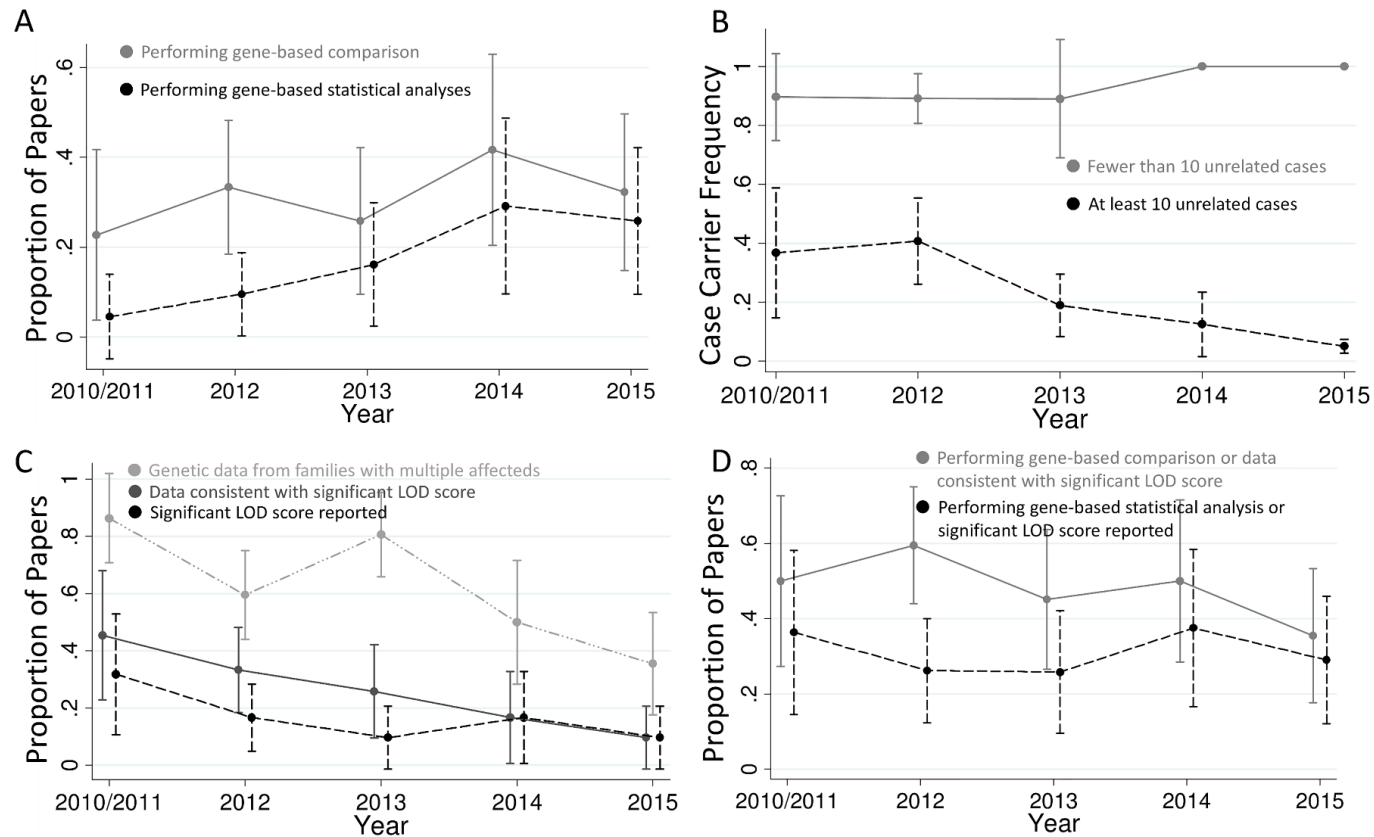 A
Performing gene-based comparison
Performing gene-based statistical analyses
Proportion of Papers
.6
.4
.2
0
2010/2011 2012 2013 2014 2015
Year
B
Fewer than 10 unrelated cases
At least 10 unrelated cases
Case Carrier Frequency
1
.8
.6
.4
.2
0
2010/2011 2012 2013 2014 2015
Year
C
Genetic data from families with multiple affecteds
Data consistent with significant LOD score
Significant LOD score reported
Proportion of Papers
1
.8
.6
.4
.2
0
2010/2011 2012 2013 2014 2015
Year
D
Performing gene-based comparison or data
consistent with significant LOD score
Performing gene-based statistical analysis or
significant LOD score reported
Proportion of Papers
.8
.6
.4
.2
0
2010/2011 2012 2013 2014 2015
Year